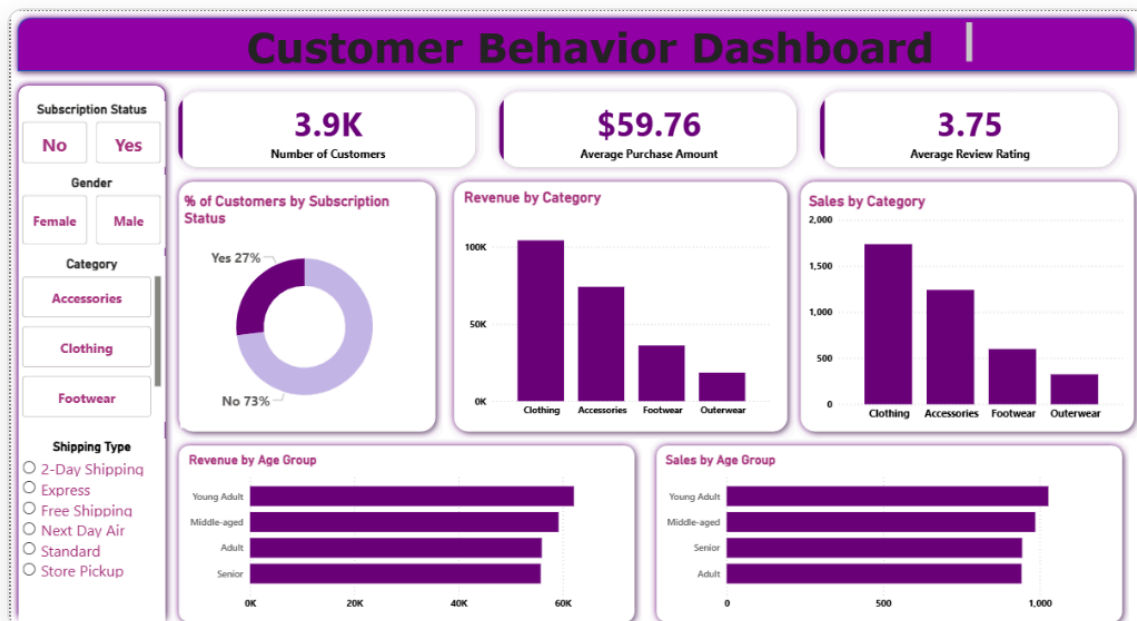 Customer Behavior Dashboard
Subscription Status
No
Yes
Gender
Female
Male
Category
Accessories
Clothing
Footwear
Shipping Type
2-Day Shipping
Express
Free Shipping
Next Day Air
Standard
Store Pickup
3.9K
Number of Customers
$59.76
Average Purchase Amount
3.75
Average Review Rating
% of Customers by Subscription
Status
Yes 27%
No 73%
Revenue by Category
100K
50K
0K
Clothing
Accessories
Footwear
Outerwear
Sales by Category
2,000
1,500
1,000
500
0
Clothing
Accessories
Footwear
Outerwear
Revenue by Age Group
Young Adult
Middle-aged
Adult
Senior
0K
20K
40K
60K
Sales by Age Group
Young Adult
Middle-aged
Senior
Adult
0
500
1,000